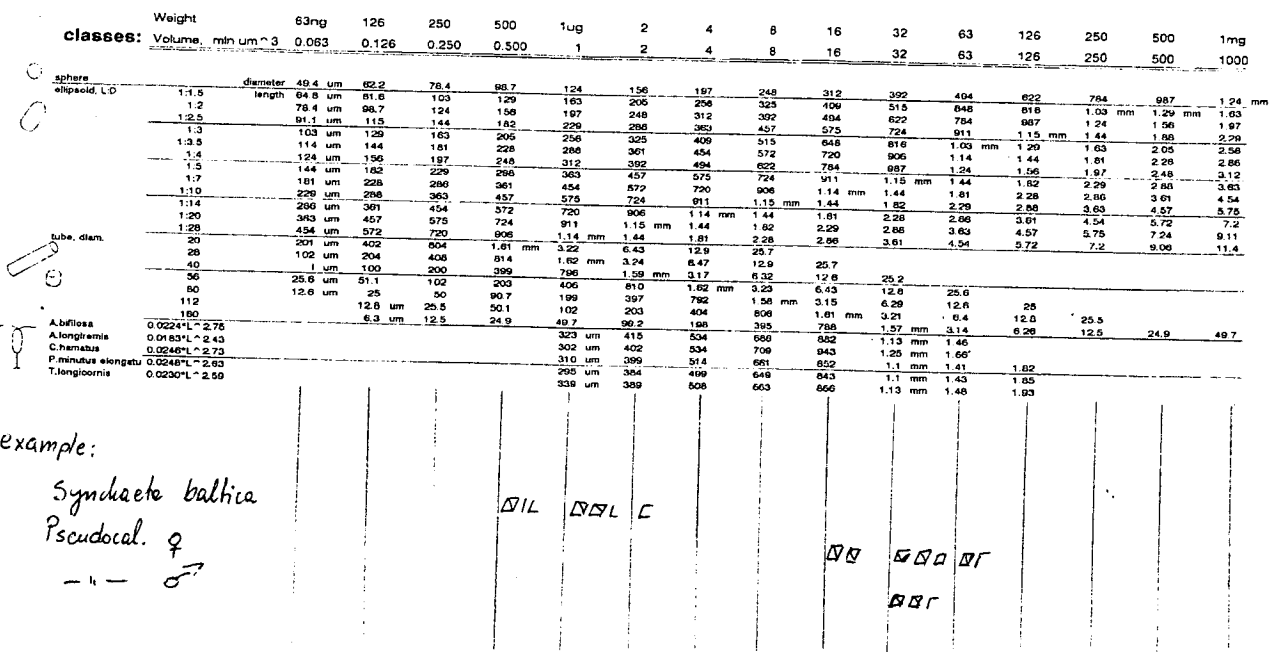 Weight 63ng 126 250 500 1ug 2 4 8 16 32 63 126 250 500 1mg
classes: Volume, mln um^3 0.063 0.126 0.250 0.500 1 2 4 8 16 32 63 126 250 500 1000
sphere diameter 49.4 um 62.2 78.4 98.7 124 156 197 248 312 392 494 622 784 987 1.24 mm
ellipsoid, L:D 1:1.5 length 64.8 um 81.6 103 129 163 205 258 325 409 515 648 816 1.03 mm 1.29 mm 1.63
1:2 78.4 um 98.7 124 156 197 248 312 392 494 622 784 987 1.24 1.56 1.97
1:2.5 91.1 um 115 144 182 229 288 363 457 575 724 911 1.15 mm 1.44 1.88 2.29
1:3 103 um 129 163 205 258 325 409 515 648 816 1.03 mm 1.29 1.63 2.05 2.58
1:3.5 114 um 144 181 228 286 361 454 572 720 906 1.14 1.44 1.81 2.28 2.86
1:4 124 um 156 197 248 312 392 494 622 784 987 1.24 1.56 1.97 2.48 3.12
1:5 144 um 182 229 288 363 457 575 724 911 1.15 mm 1.44 1.82 2.29 2.88 3.63
1:7 181 um 228 286 361 454 572 720 906 1.14 mm 1.44 1.81 2.28 2.86 3.61 4.54
1:10 229 um 288 363 457 575 724 911 1.15 mm 1.44 1.82 2.29 2.88 3.63 4.57 5.75
1:14 286 um 361 454 572 720 906 1.14 mm 1.44 1.81 2.28 2.86 3.61 4.54 5.72 7.2
1:20 363 um 457 575 724 911 1.15 mm 1.44 1.82 2.29 2.88 3.63 4.57 5.75 7.24 9.11
1:28 454 um 572 720 906 1.14 mm 1.44 1.81 2.28 2.86 3.61 4.54 5.72 7.2 9.06 11.4
tube, diam. 20 201 um 402 804 1.61 mm 3.22 6.43 12.9 25.7
28 102 um 204 408 814 1.62 mm 3.24 6.47 12.9 25.7
40 um 100 200 399 796 1.59 mm 3.17 6.32 12.6 25.2
56 25.6 um 51.1 102 203 406 810 1.62 mm 3.23 6.43 12.8 25.6
80 12.6 um 25 50 90.7 199 397 792 1.58 mm 3.15 6.29 12.6 25
112 12.8 um 25.5 50.1 102 203 404 806 1.61 mm 3.21 6.4 12.8 25.5
160 6.3 um 12.5 24.9 49.7 99.2 198 395 788 1.57 mm 3.14 6.26 12.5 24.9 49.7
A.bifilosa 0.0224*L^2.75 323 um 415 534 686 882 1.13 mm 1.46
A.longiremis 0.0183*L^2.43 302 um 402 534 709 943 1.25 mm 1.66
C.hamatus 0.0246*L^2.73 310 um 399 514 661 852 1.1 mm 1.41 1.82
P.minutus elongatu 0.0248*L^2.63 295 um 384 499 649 843 1.1 mm 1.43 1.85
T.longicornis 0.0230*L^2.59 339 um 389 508 663 866 1.13 mm 1.48 1.93
example:
Synchaeta baltica
Pseudocal. ♀
— " — ♂